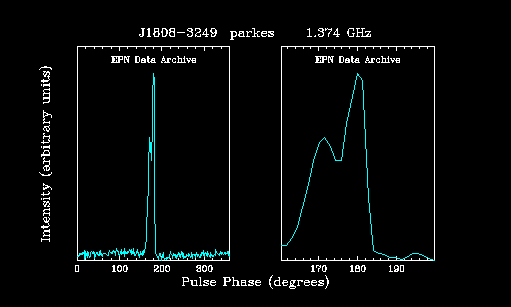 J1808-3249 parkes 1.374 GHz
EPN Data Archive EPN Data Archive
Intensity (arbitrary units)
0 100 200 300 170 180 190
Pulse Phase (degrees)